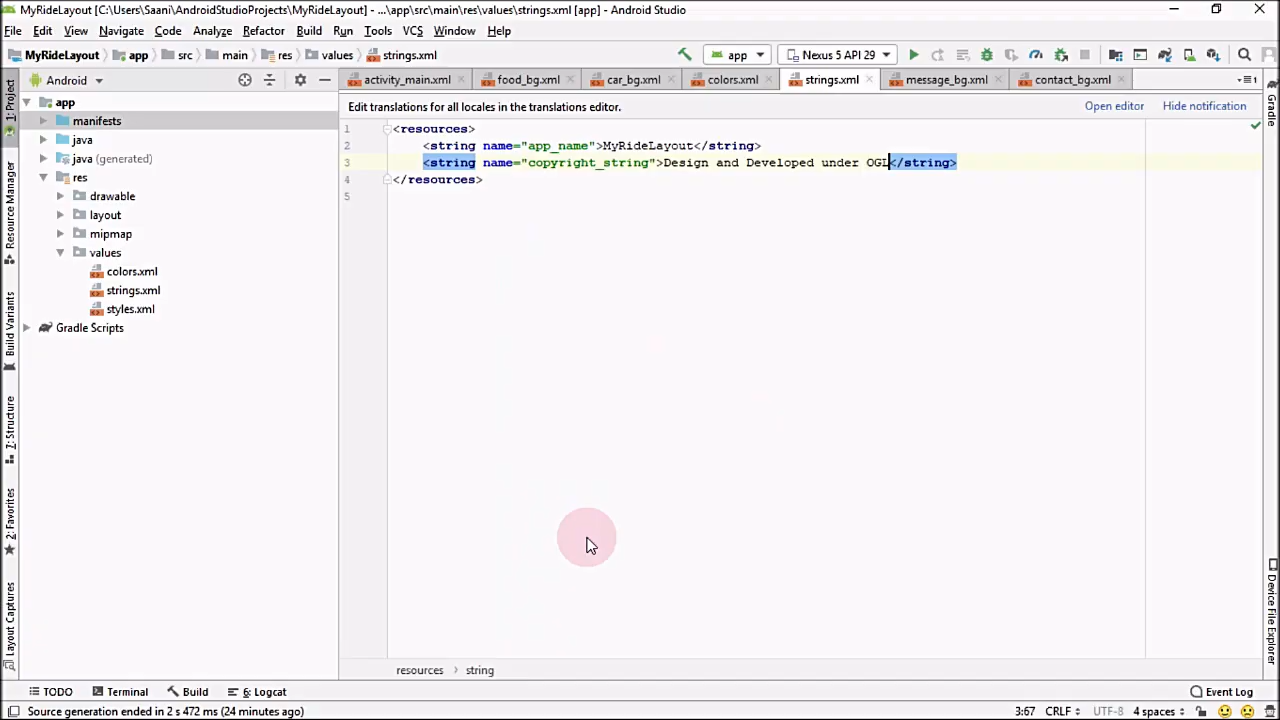 MyRideLayout [C:\Users\Saani\AndroidStudioProjects\MyRideLayout] - ...\app\src\main\res\values\strings.xml [app] - Android Studio
File Edit View Navigate Code Analyze Refactor Build Run Tools VCS Window Help
MyRideLayout app src main res values strings.xml app Nexus 5 API 29
Android activity_main.xml food_bg.xml car_bg.xml colors.xml strings.xml message_bg.xml contact_bg.xml
Edit translations for all locales in the translations editor. Open editor Hide notification
app
manifests
java
java (generated)
res
drawable
layout
mipmap
values
colors.xml
strings.xml
styles.xml
Gradle Scripts
1 <resources>
2 <string name="app_name">MyRideLayout</string>
3 <string name="copyright_string">Design and Developed under OGL</string>
4 </resources>
5
1: Project
Resource Manager
Build Variants
7: Structure
2: Favorites
Layout Captures
Gradle
Device File Explorer
resources string
TODO Terminal Build 6: Logcat Event Log
Source generation ended in 2 s 472 ms (24 minutes ago) 3:67 CRLF UTF-8 4 spaces